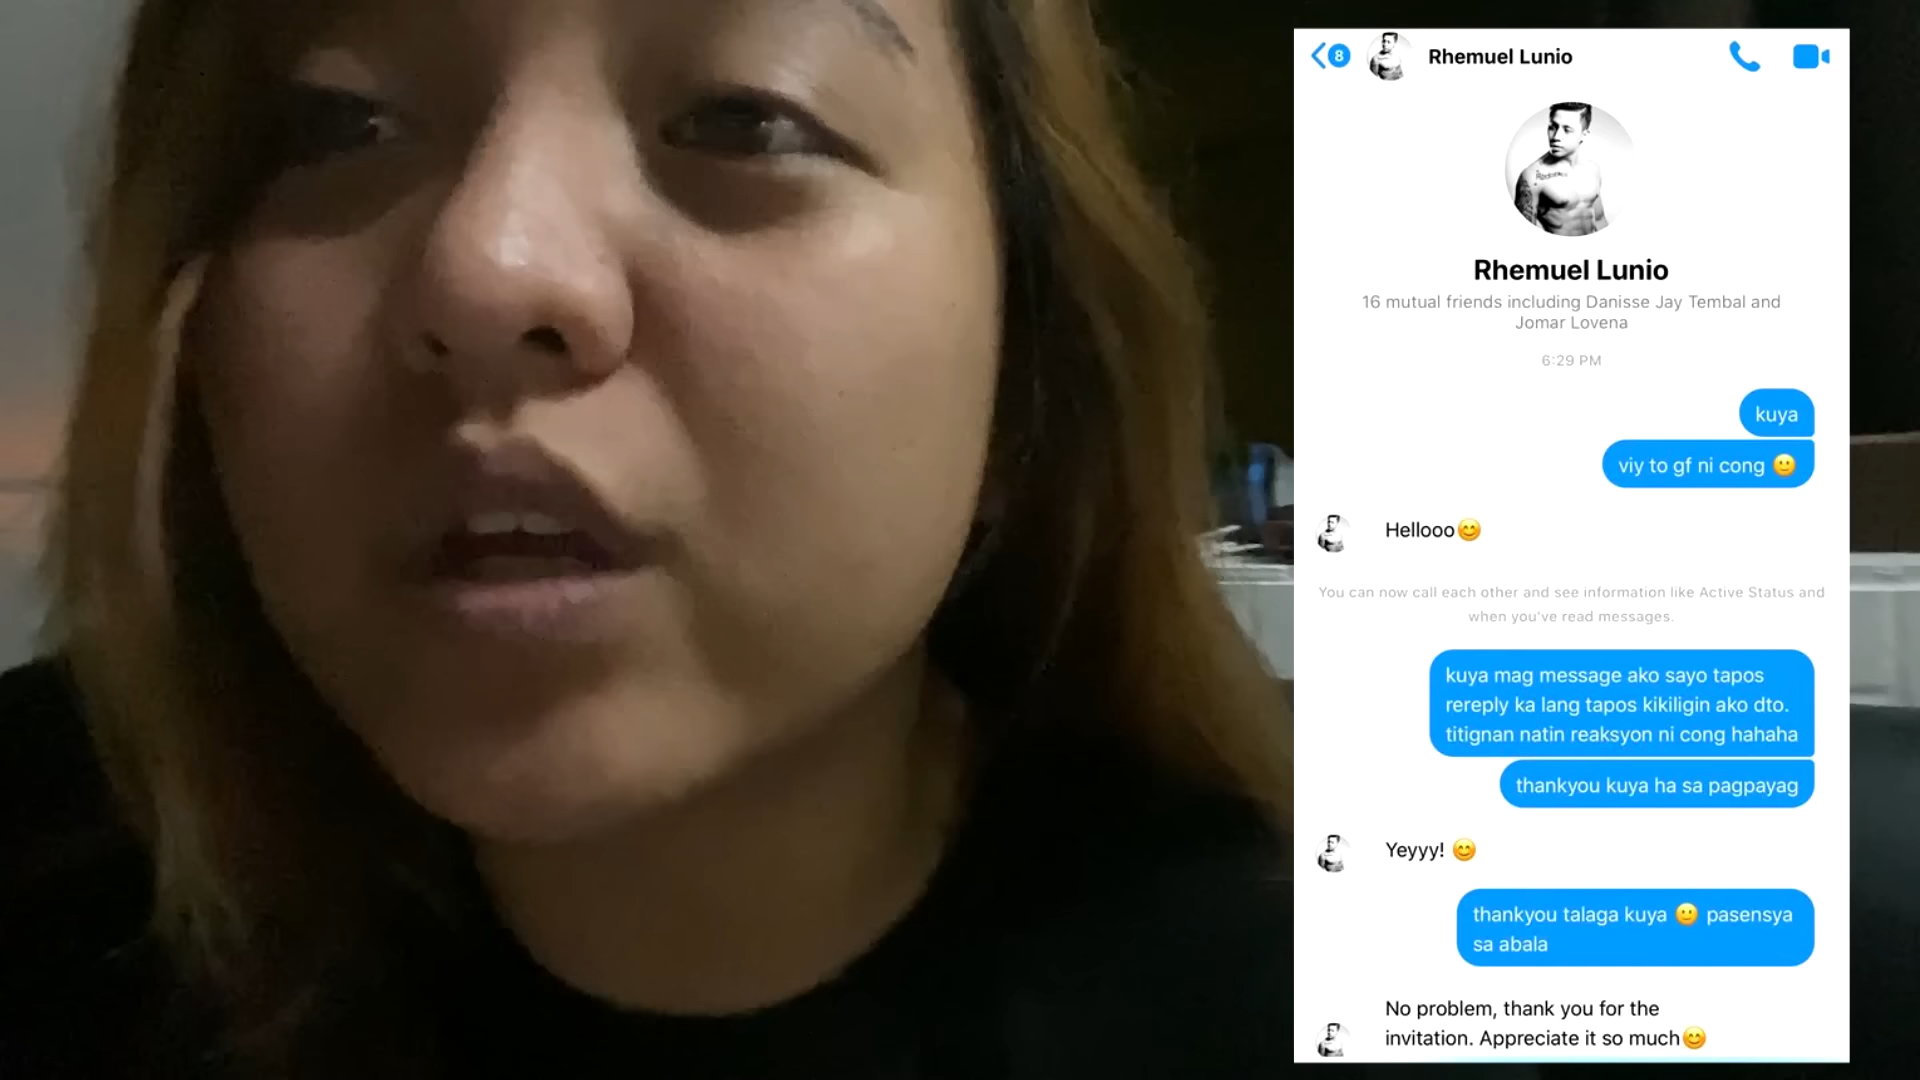 8
Rhemuel Lunio
Rhemuel Lunio
16 mutual friends including Danisse Jay Tembal and
Jomar Lovena
6:29 PM
kuya
viy to gf ni cong 🙂
Hellooo😊
You can now call each other and see information like Active Status and
when you've read messages.
kuya mag message ako sayo tapos
rereply ka lang tapos kikiligin ako dto.
titignan natin reaksyon ni cong hahaha
thankyou kuya ha sa pagpayag
Yeyyy! 😊
thankyou talaga kuya 🙂 pasensya
sa abala
No problem, thank you for the
invitation. Appreciate it so much😊